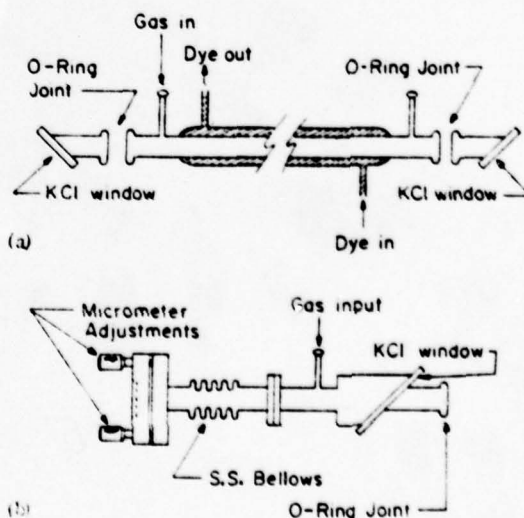 Gas in
Dye out
O-Ring
Joint
O-Ring Joint
KCl window
KCl window
(a)
Dye in
Micrometer
Adjustments
Gas input
KCl window
S.S. Bellows
(b)
O-Ring Joint